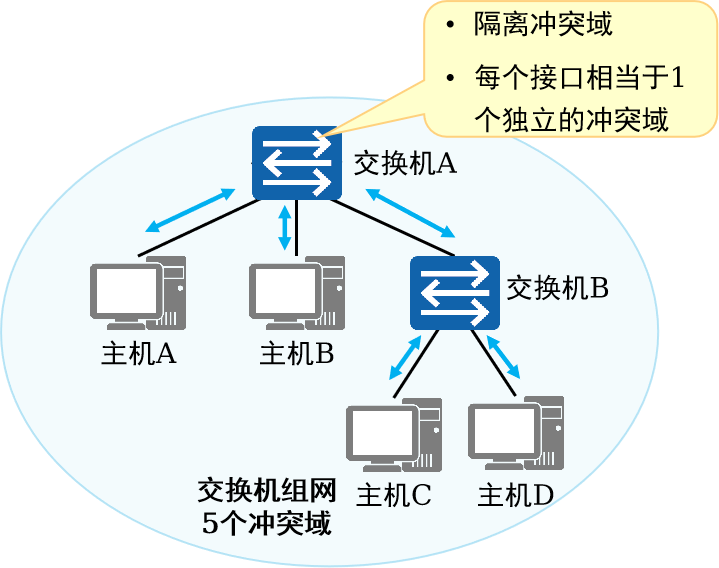 • 隔离冲突域
• 每个接口相当于1
个独立的冲突域
交换机A
交换机B
主机A
主机B
主机C
主机D
交换机组网
5个冲突域